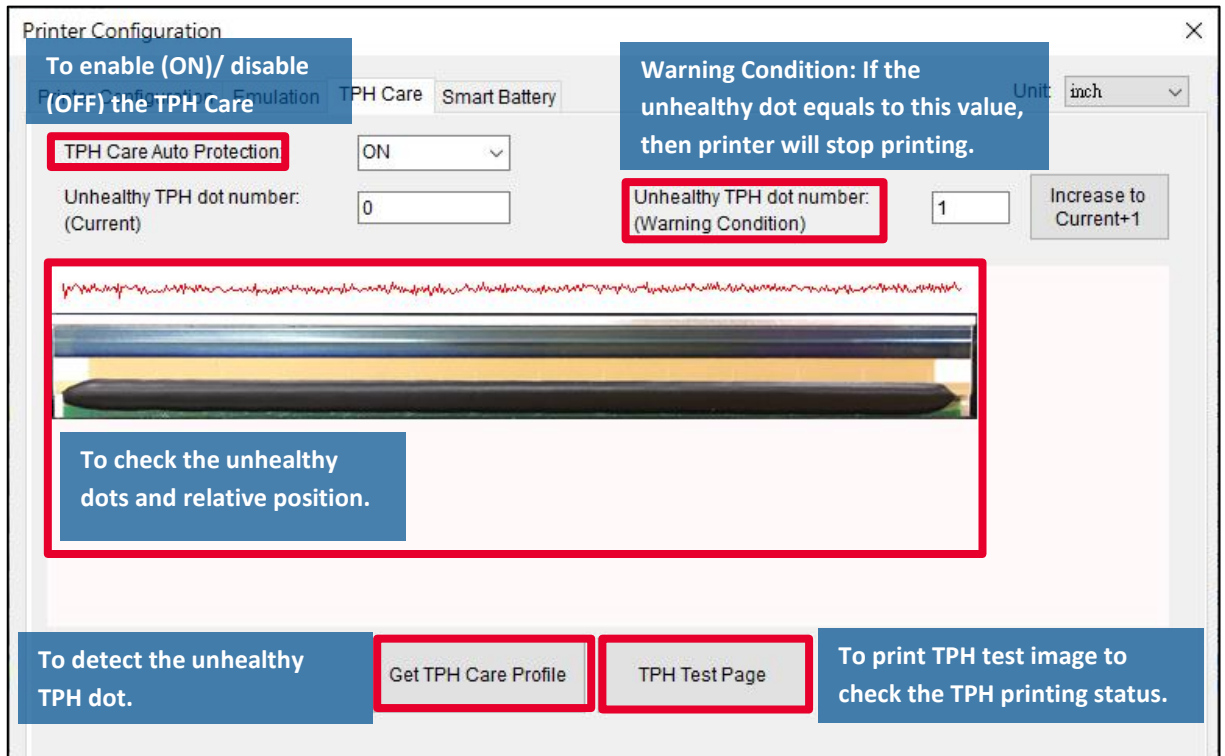 Printer Configuration
To enable (ON)/ disable
(OFF) the TPH Care
Warning Condition: If the
unhealthy dot equals to this value,
then printer will stop printing.
Emulation TPH Care Smart Battery
Unit: inch
TPH Care Auto Protection: ON
Unhealthy TPH dot number:
(Current)
0
Unhealthy TPH dot number:
(Warning Condition)
1
Increase to
Current+1
To check the unhealthy
dots and relative position.
To detect the unhealthy
TPH dot.
Get TPH Care Profile
TPH Test Page
To print TPH test image to
check the TPH printing status.